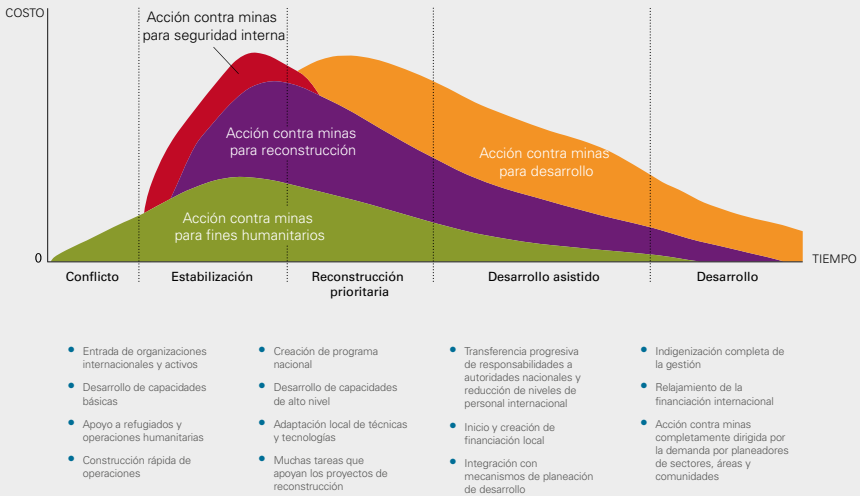 COSTO
Acción contra minas
para seguridad interna
Acción contra minas
para reconstrucción
Acción contra minas
para desarrollo
Acción contra minas
para fines humanitarios
0
TIEMPO
Conflicto
Estabilización
Reconstrucción
prioritaria
Desarrollo asistido
Desarrollo
• Entrada de organizaciones
internacionales y activos
• Desarrollo de capacidades
básicas
• Apoyo a refugiados y
operaciones humanitarias
• Construcción rápida de
operaciones
• Creación de programa
nacional
• Desarrollo de capacidades
de alto nivel
• Adaptación local de técnicas
y tecnologías
• Muchas tareas que
apoyan los proyectos de
reconstrucción
• Transferencia progresiva
de responsabilidades a
autoridades nacionales y
reducción de niveles de
personal internacional
• Inicio y creación de
financiación local
• Integración con
mecanismos de planeación
de desarrollo
• Indigenización completa de
la gestión
• Relajamiento de la
financiación internacional
• Acción contra minas
completamente dirigida por
la demanda por planeadores
de sectores, áreas y
comunidades